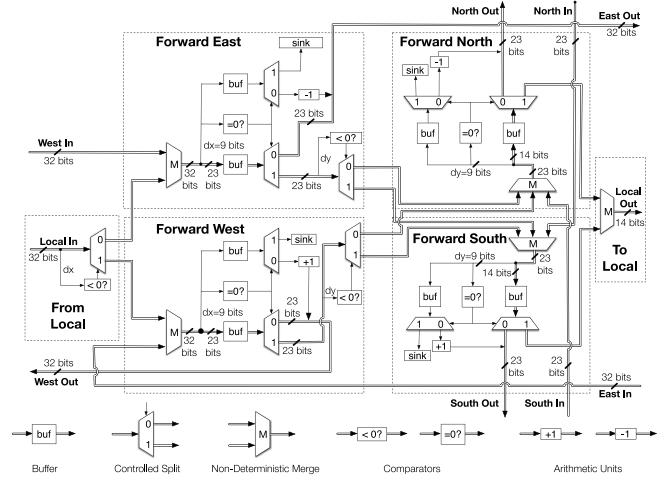 North Out
North In
East Out
32 bits
Forward East
Forward North
sink
1
0
buf
-1
23 bits
23 bits
23 bits
-1
sink
1 0
0 1
West In
32 bits
=0?
dx=9 bits
buf
M
32 bits
23 bits
0
1
23 bits
< 0?
dy
0
1
buf
=0?
buf
14 bits
dy=9 bits
23 bits
M
M
Local Out
14 bits
To Local
Local In
32 bits
dx
< 0?
0
1
From Local
Forward West
Forward South
buf
1
0
sink
+1
=0?
dx=9 bits
buf
M
32 bits
23 bits
0
1
23 bits
23 bits
dy
< 0?
0
1
M
dy=9 bits
14 bits
23 bits
buf
=0?
buf
1 0
0 1
sink
+1
32 bits
West Out
23 bits
23 bits
32 bits
East In
South Out
South In
buf
0
1
M
< 0?
=0?
+1
-1
Buffer
Controlled Split
Non-Deterministic Merge
Comparators
Arithmetic Units